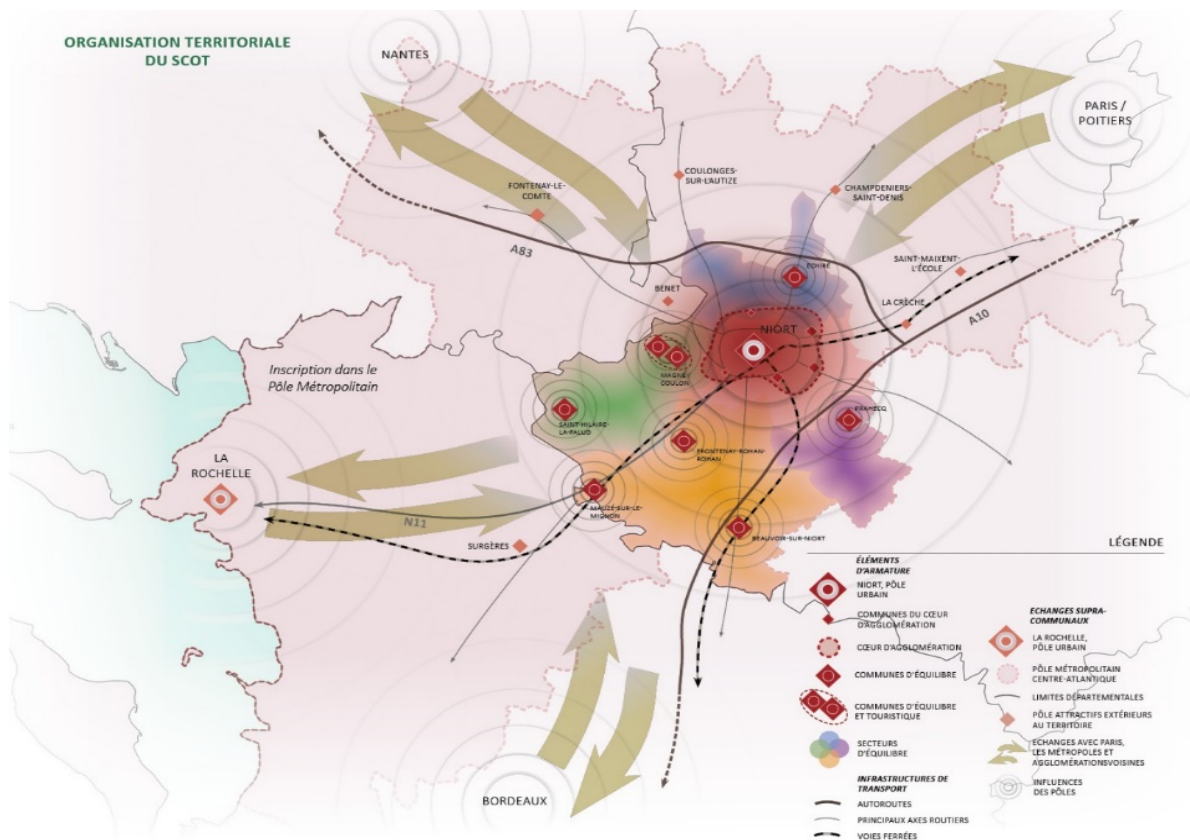 ORGANISATION TERRITORIALE
DU SCOT
NANTES
PARIS /
POITIERS
COULONGES-
SUR-L'AUTIZE
CHAMPDENIERS-
SAINT-DENIS
FONTENAY-LE-
COMTE
A83
SAINT-MAIXENT-
L'ÉCOLE
ÉCHIRÉ
BENET
LA CRÈCHE
A10
NIORT
Inscription dans le
Pôle Métropolitain
MAGNÉ
COULON
SAINT-HILAIRE-
LA-PALUD
PRAHECQ
FRONTENAY-ROHAN-
ROHAN
LA
ROCHELLE
MAUZÉ-SUR-LE-
MIGNON
N11
SURGÈRES
BEAUVOIR-SUR-NIORT
BORDEAUX
LÉGENDE
ÉLÉMENTS
D'ARMATURE
NIORT, PÔLE
URBAIN
COMMUNES DU CŒUR
D'AGGLOMÉRATION
CŒUR D'AGGLOMÉRATION
COMMUNES D'ÉQUILIBRE
COMMUNES D'ÉQUILIBRE
ET TOURISTIQUE
SECTEURS
D'ÉQUILIBRE
INFRASTRUCTURES DE
TRANSPORT
AUTOROUTES
PRINCIPAUX AXES ROUTIERS
VOIES FERRÉES
ECHANGES SUPRA-
COMMUNAUX
LA ROCHELLE,
PÔLE URBAIN
PÔLE MÉTROPOLITAIN
CENTRE-ATLANTIQUE
LIMITES DÉPARTEMENTALES
PÔLE ATTRACTIFS EXTÉRIEURS
AU TERRITOIRE
ECHANGES AVEC PARIS,
LES MÉTROPOLES ET
AGGLOMÉRATIONSVOISINES
INFLUENCES
DES PÔLES